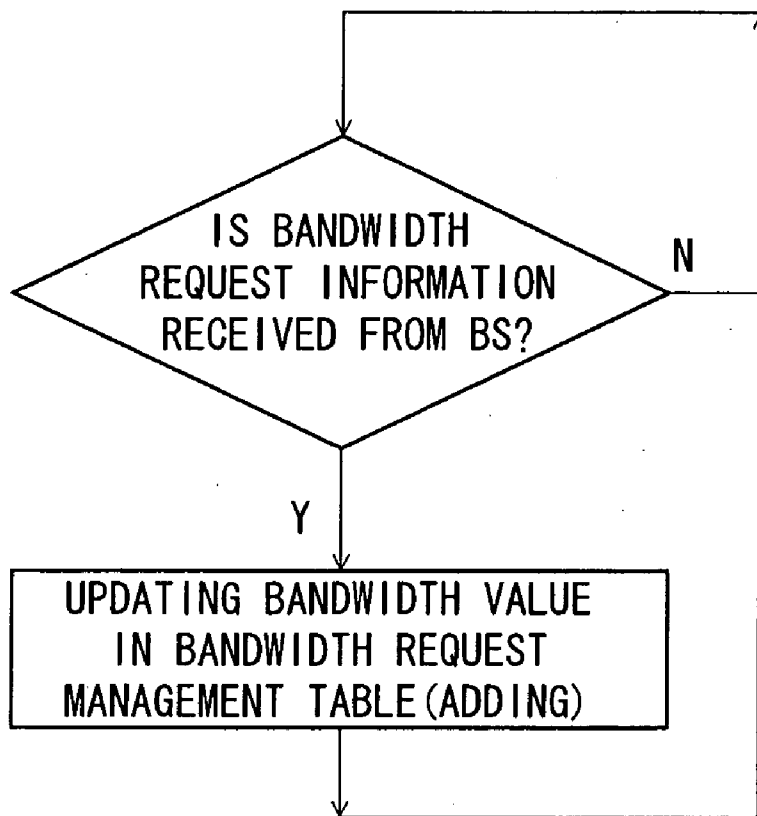 IS BANDWIDTH
REQUEST INFORMATION
RECEIVED FROM BS?
N
Y
UPDATING BANDWIDTH VALUE
IN BANDWIDTH REQUEST
MANAGEMENT TABLE(ADDING)